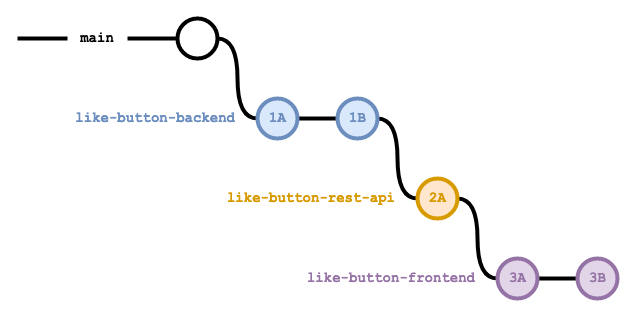 main
like-button-backend 1A 1B
like-button-rest-api 2A
like-button-frontend 3A 3B